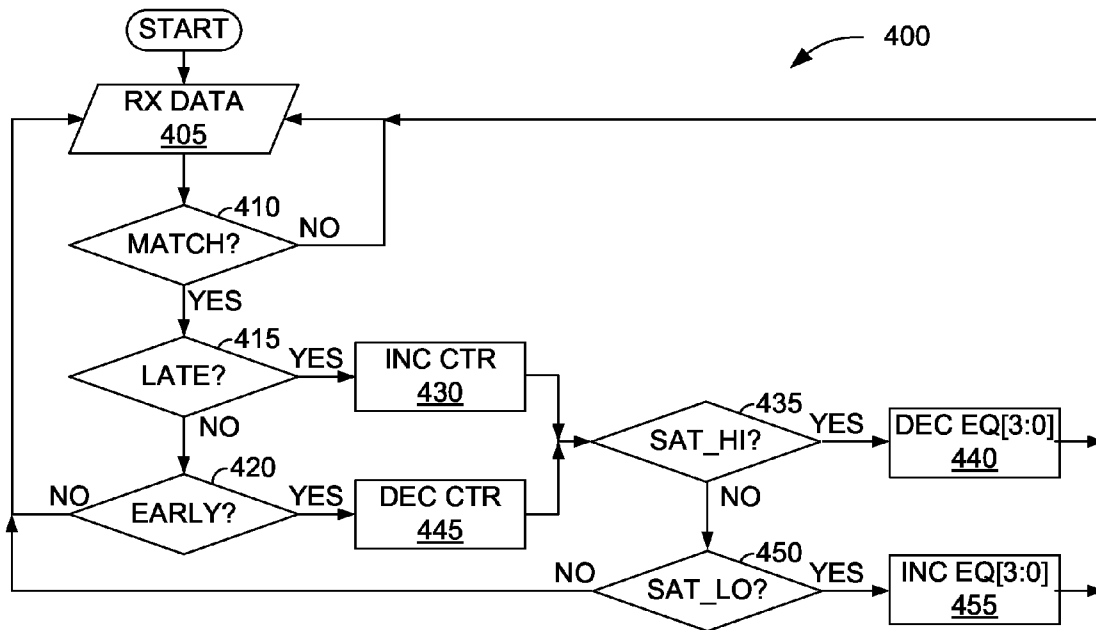 START
400
RX DATA
405
410
MATCH?
NO
YES
415
LATE?
YES
INC CTR
430
NO
435
SAT_HI?
YES
DEC EQ[3:0]
440
420
NO
EARLY?
YES
DEC CTR
445
NO
450
NO
SAT_LO?
YES
INC EQ[3:0]
455